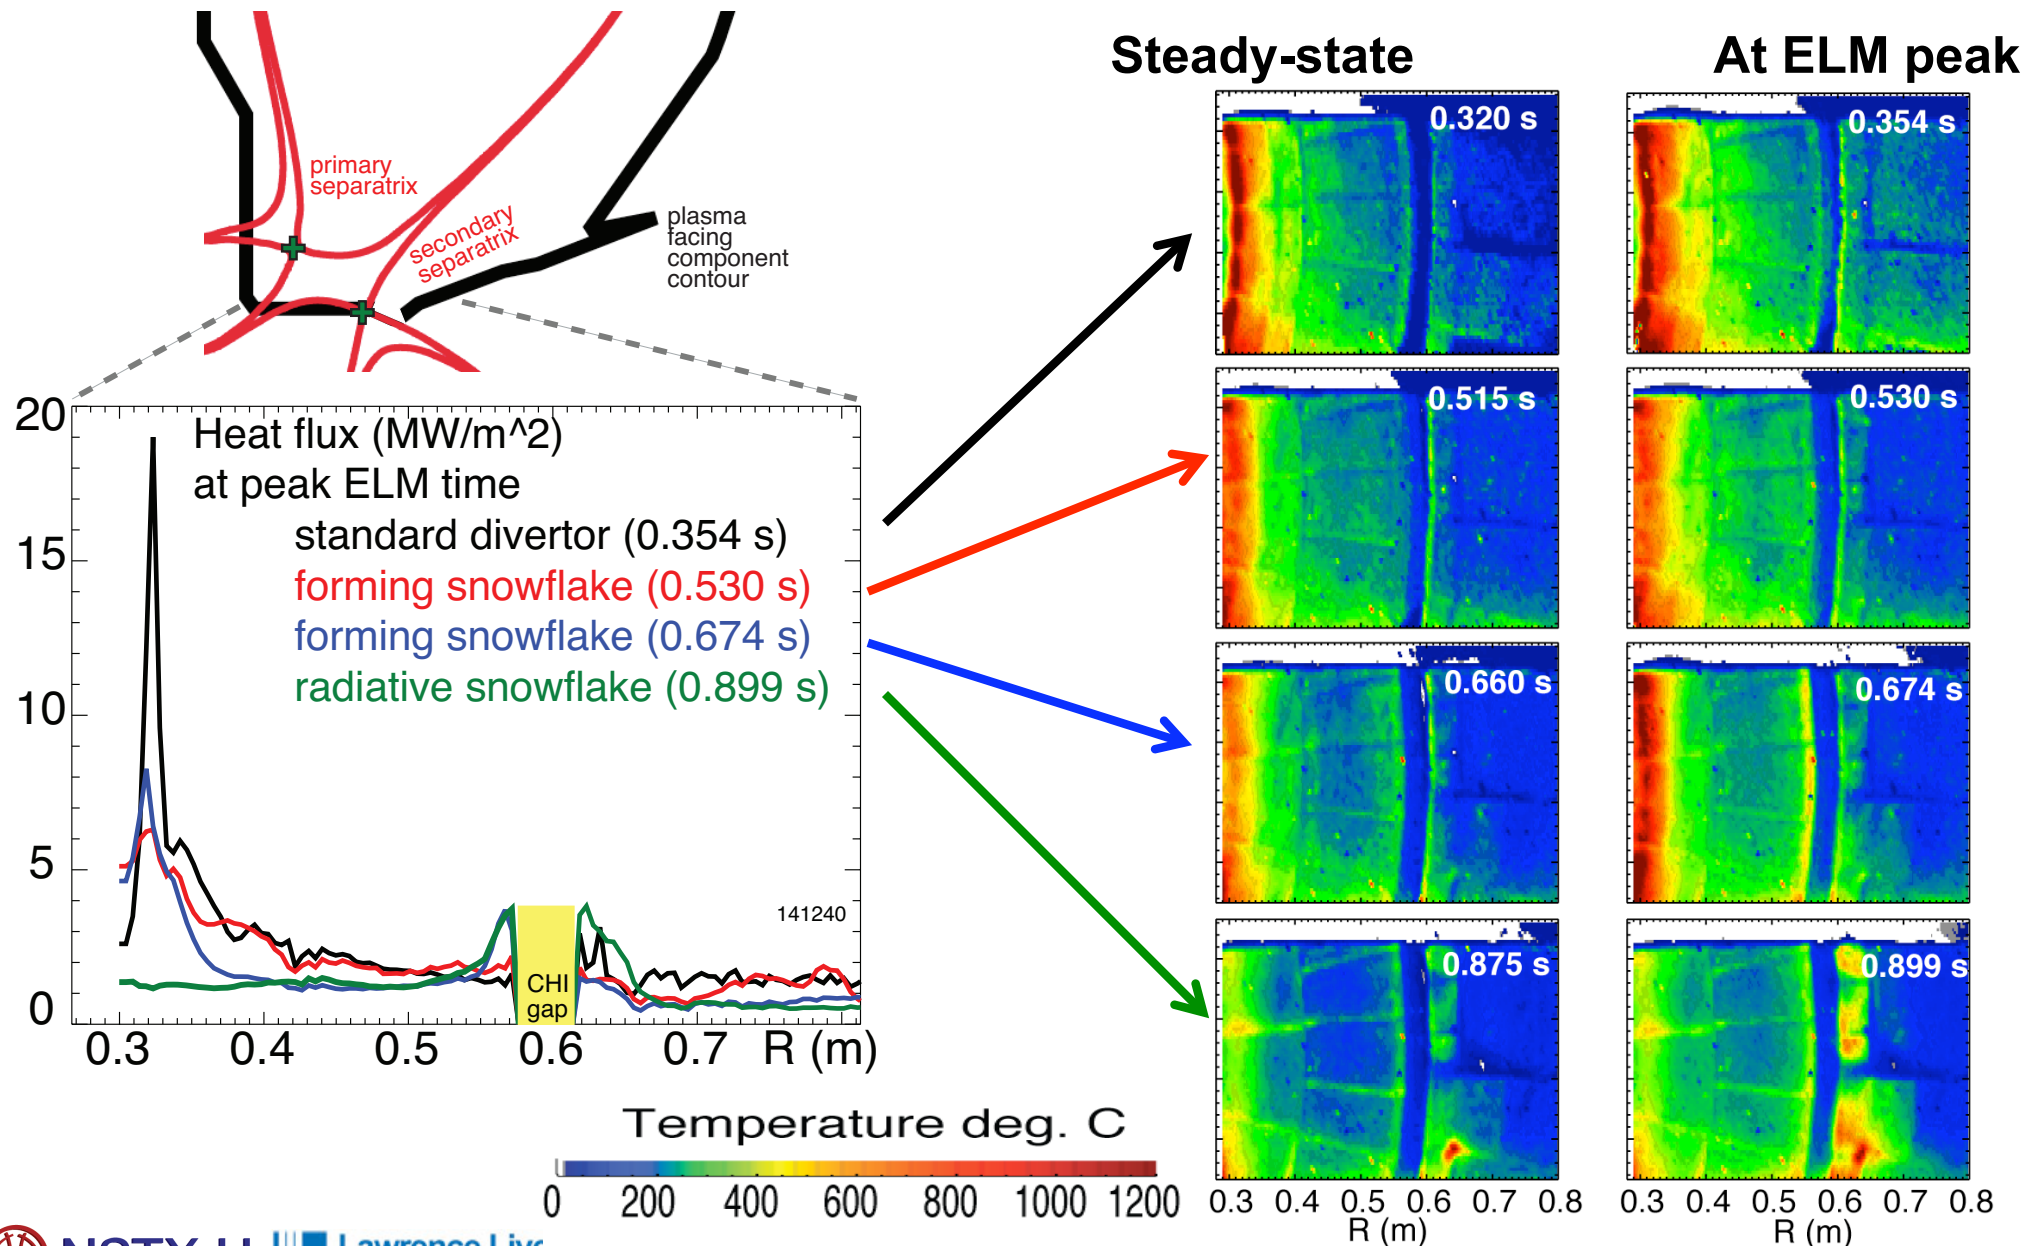 Steady-state
At ELM peak
primary
separatrix
secondary
separatrix
plasma
facing
component
contour
20
15
10
5
0
Heat flux (MW/m^2)
at peak ELM time
standard divertor (0.354 s)
forming snowflake (0.530 s)
forming snowflake (0.674 s)
radiative snowflake (0.899 s)
141240
CHI
gap
0.3 0.4 0.5 0.6 0.7 R (m)
0.320 s
0.354 s
0.515 s
0.530 s
0.660 s
0.674 s
0.875 s
0.899 s
0.3 0.4 0.5 0.6 0.7 0.8
R (m)
0.3 0.4 0.5 0.6 0.7 0.8
R (m)
Temperature deg. C
0 200 400 600 800 1000 1200
NSTX-U
Lawrence